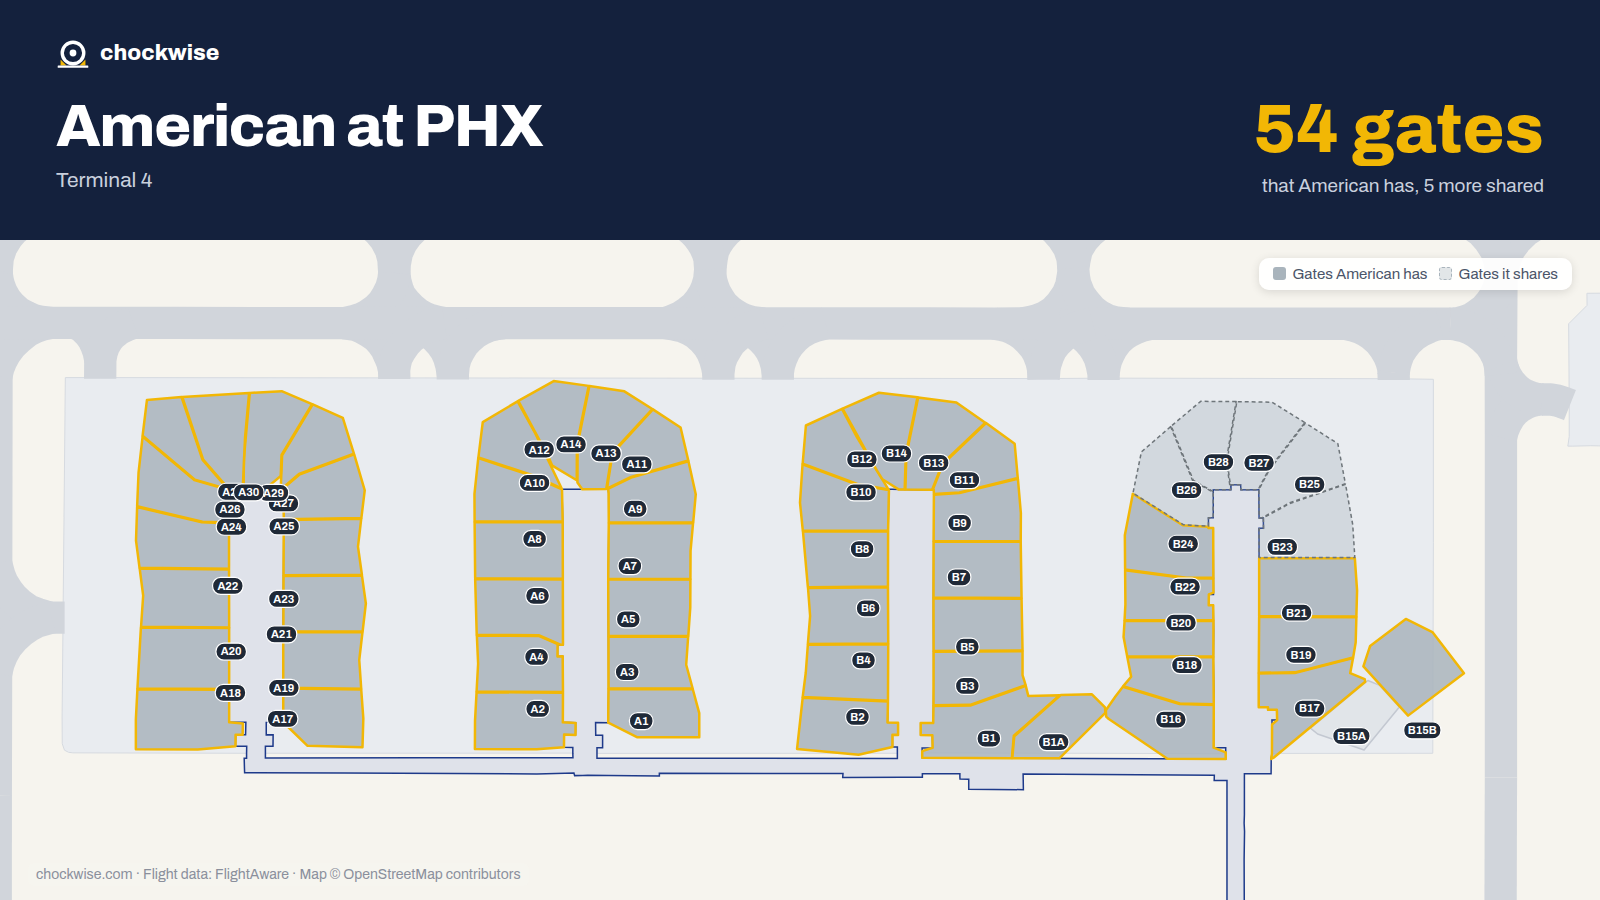 chockwise
American at PHX
Terminal 4
54 gates
that American has, 5 more shared
Gates American has
Gates it shares
A30
A29
A27
A26
A24
A25
A22
A23
A21
A20
A19
A18
A17
A12
A14
A13
A11
A10
A9
A8
A7
A6
A5
A4
A3
A2
A1
B12
B14
B13
B11
B10
B9
B8
B7
B6
B5
B4
B3
B2
B1
B1A
B28
B27
B26
B25
B24
B23
B22
B21
B20
B19
B18
B17
B16
B15A
B15B
chockwise.com · Flight data: FlightAware · Map © OpenStreetMap contributors